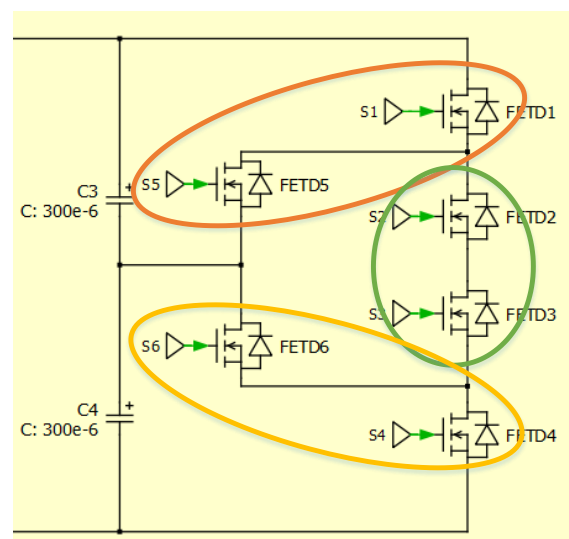 S1 FETD1
S5 FETD5
C3 +
C: 300e-6
S2 FETD2
S3 FETD3
S6 FETD6
C4 +
C: 300e-6
S4 FETD4